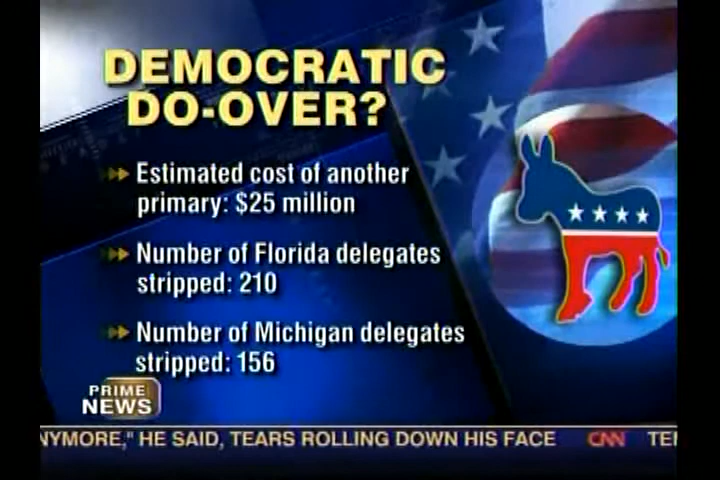 DEMOCRATIC
DO-OVER?
Estimated cost of another
primary: $25 million
Number of Florida delegates
stripped: 210
Number of Michigan delegates
stripped: 156
PRIME
NEWS
NYMORE," HE SAID, TEARS ROLLING DOWN HIS FACE CNN TE